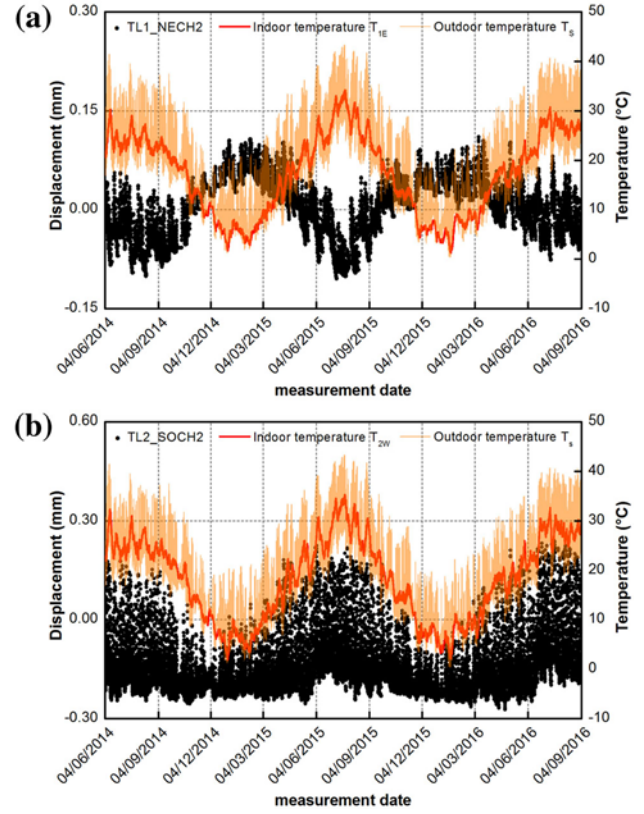 (a)
TL1_NECH2 Indoor temperature T1E Outdoor temperature TS
0.30
0.15
0.00
-0.15
Displacement (mm)
50
40
30
20
10
0
-10
Temperature (°C)
04/06/2014 04/09/2014 04/12/2014 04/03/2015 04/06/2015 04/09/2015 04/12/2015 04/03/2016 04/06/2016 04/09/2016
measurement date
(b)
TL2_SOCH2 Indoor temperature T2W Outdoor temperature Ts
0.60
0.30
0.00
-0.30
Displacement (mm)
50
40
30
20
10
0
-10
Temperature (°C)
04/06/2014 04/09/2014 04/12/2014 04/03/2015 04/06/2015 04/09/2015 04/12/2015 04/03/2016 04/06/2016 04/09/2016
measurement date